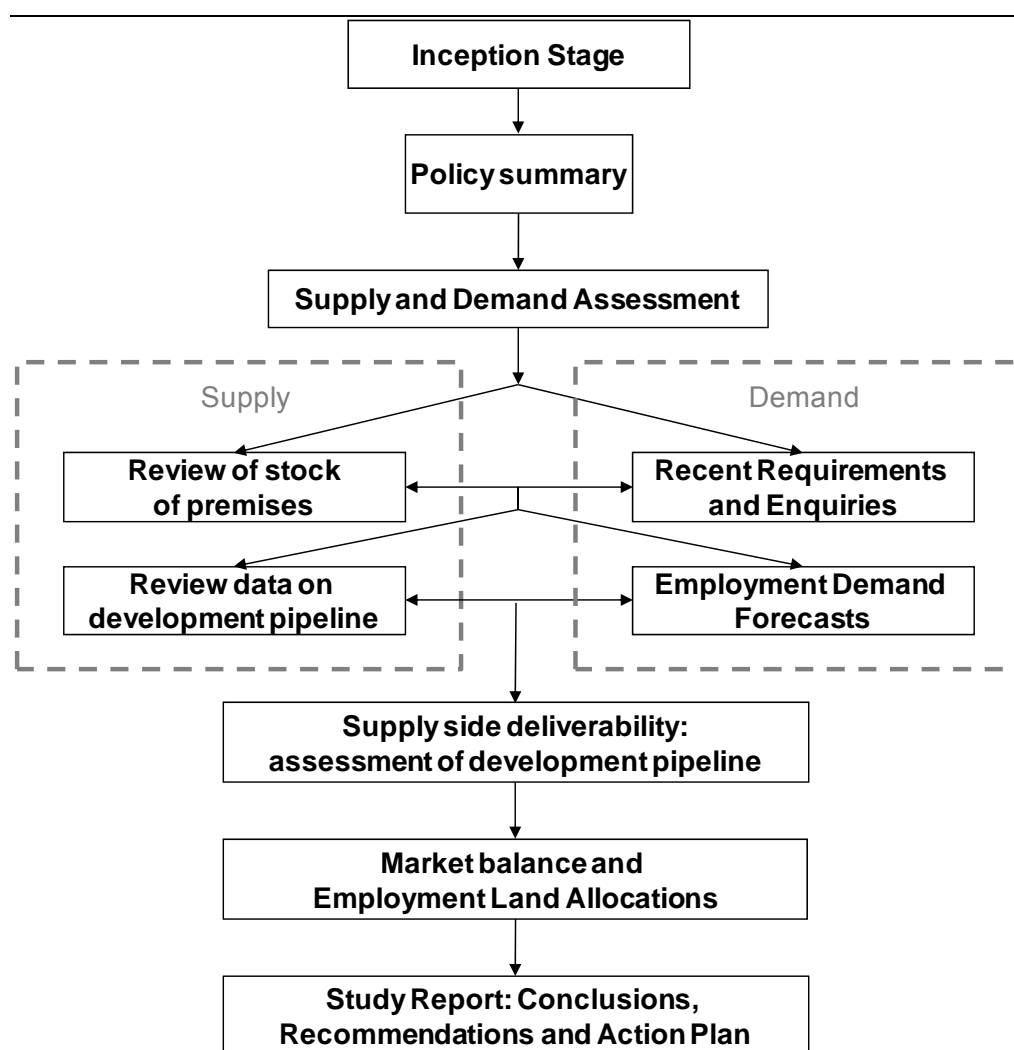 Inception Stage
Policy summary
Supply and Demand Assessment
Supply
Demand
Review of stock
of premises
Recent Requirements
and Enquiries
Review data on
development pipeline
Employment Demand
Forecasts
Supply side deliverability:
assessment of development pipeline
Market balance and
Employment Land Allocations
Study Report: Conclusions,
Recommendations and Action Plan